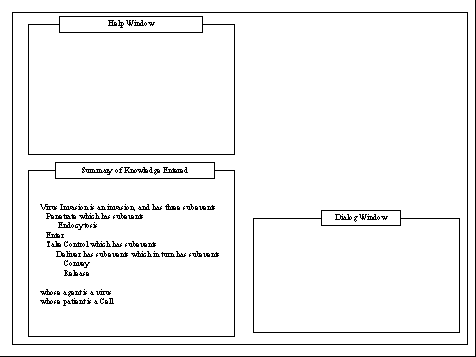 Help Window
Summary of Knowledge Entered
Virus Invasion is an invasion, and has three subevents
Penetrate which has subevents
Endocytosis
Enter
Take Control which has subevents
Deliver has subevents which in turn has subevents
Convey
Release
whose agent is a virus
whose patient is a Cell
Dialog Window